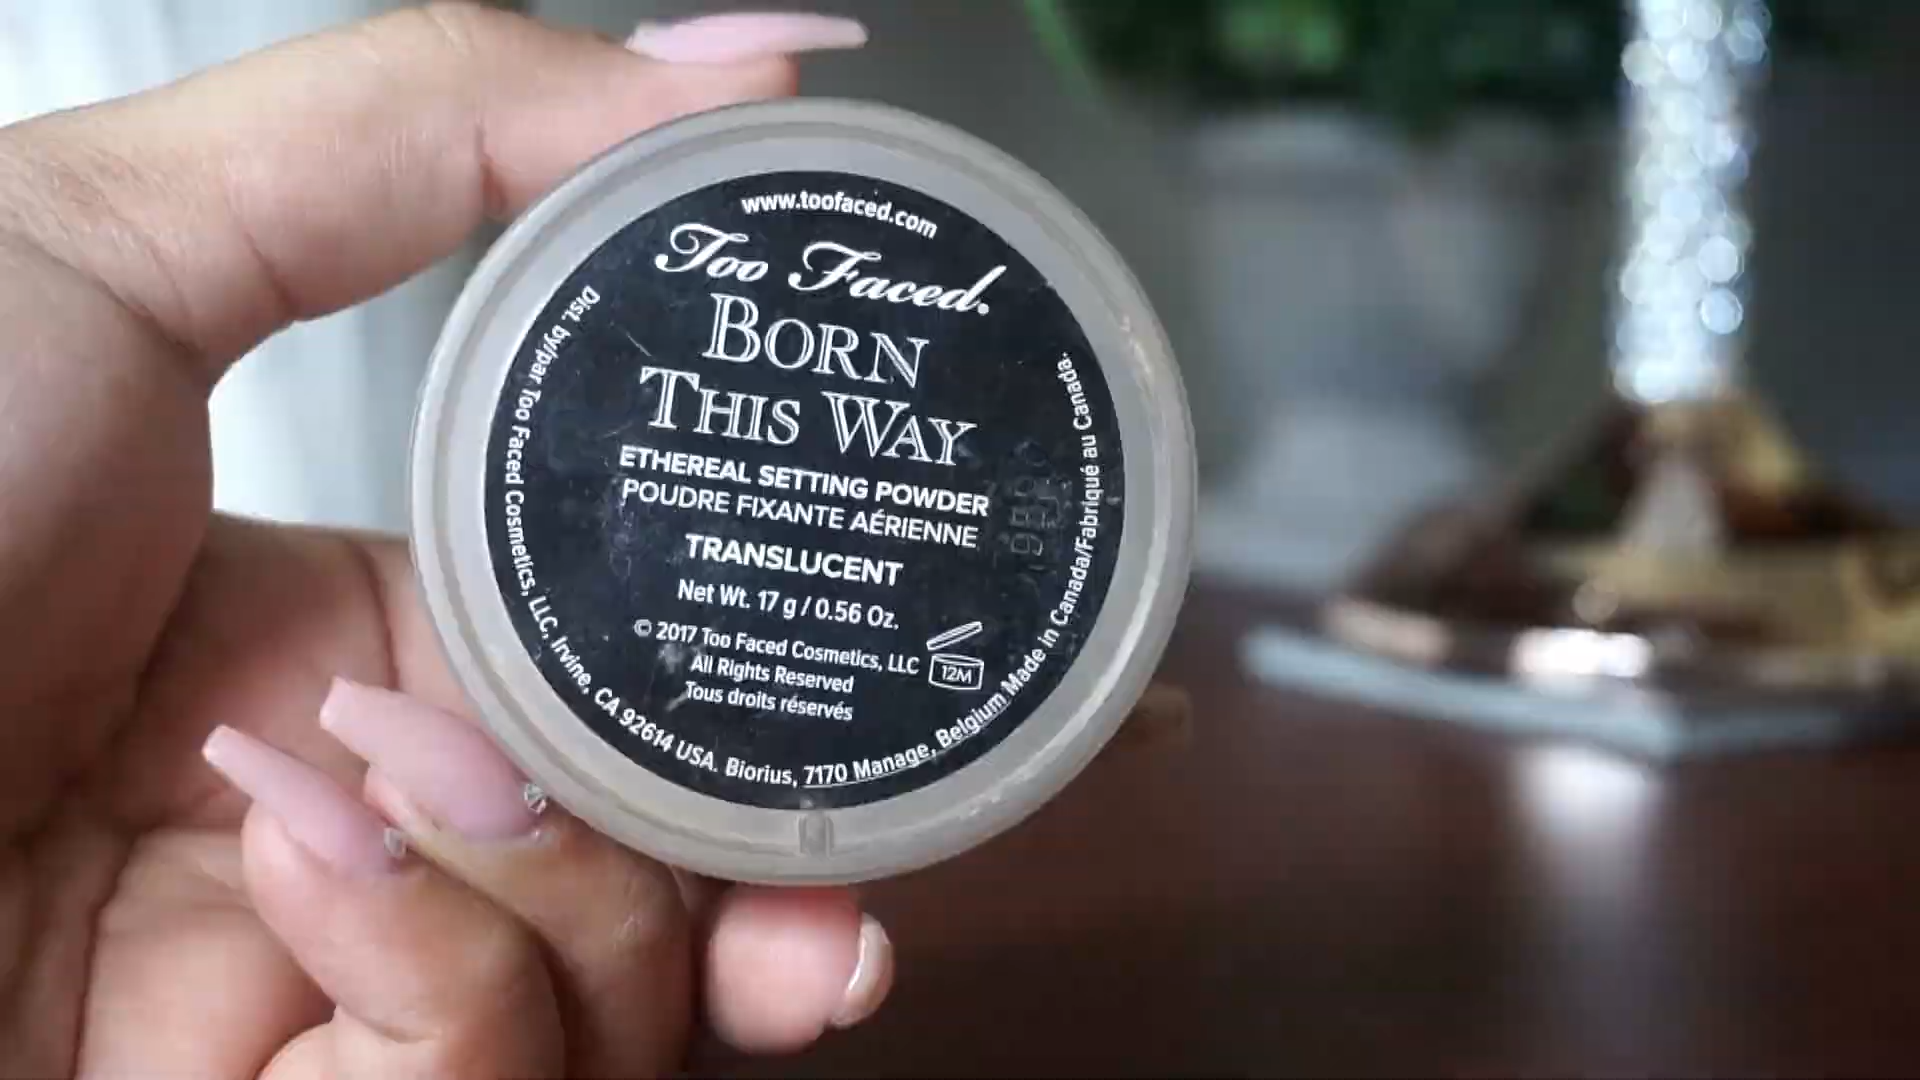 www.toofaced.com
Too Faced.
BORN
THIS WAY
ETHEREAL SETTING POWDER
POUDRE FIXANTE AÉRIENNE
TRANSLUCENT
Net Wt. 17 g / 0.56 Oz.
© 2017 Too Faced Cosmetics, LLC
All Rights Reserved
Tous droits réservés
12M
Dist. by/par Too Faced Cosmetics, LLC, Irvine, CA 92614 USA. Biorius, 7170 Manage, Belgium Made in Canada/Fabriqué au Canada.